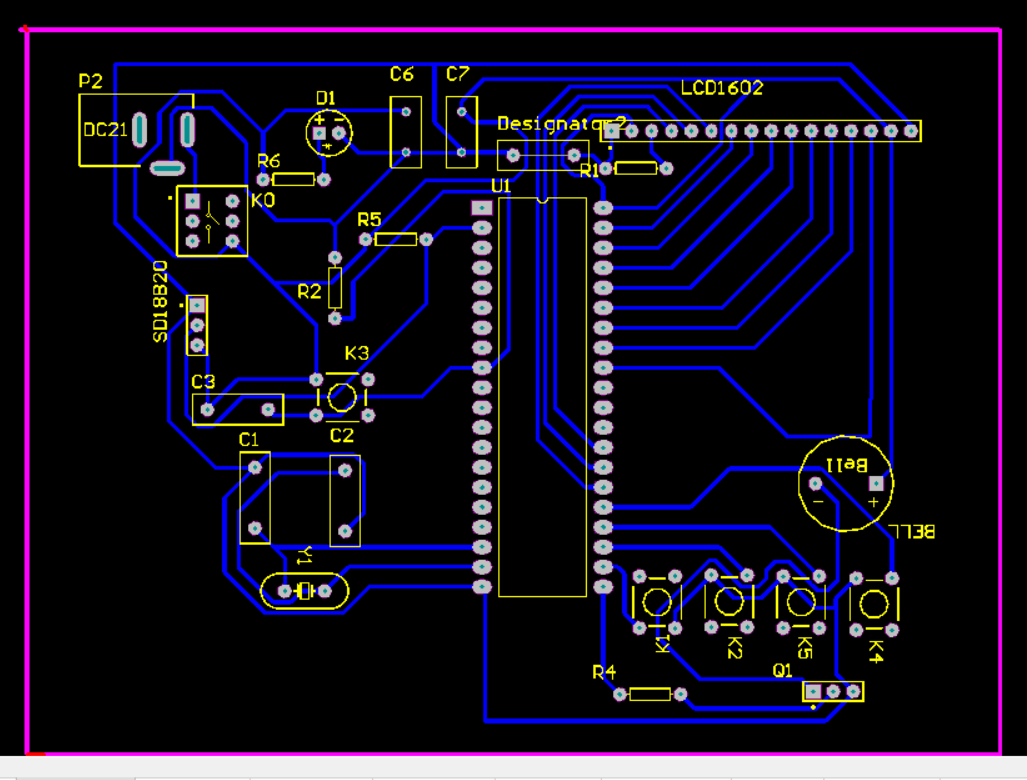 P2
C6
C7
LCD1602
D1
DC21
Designator2
R6
R1
U1
K0
R5
SD18B20
R2
K3
C3
C2
C1
Bell
BELL
Y1
K1
K2
K5
K4
R4
Q1